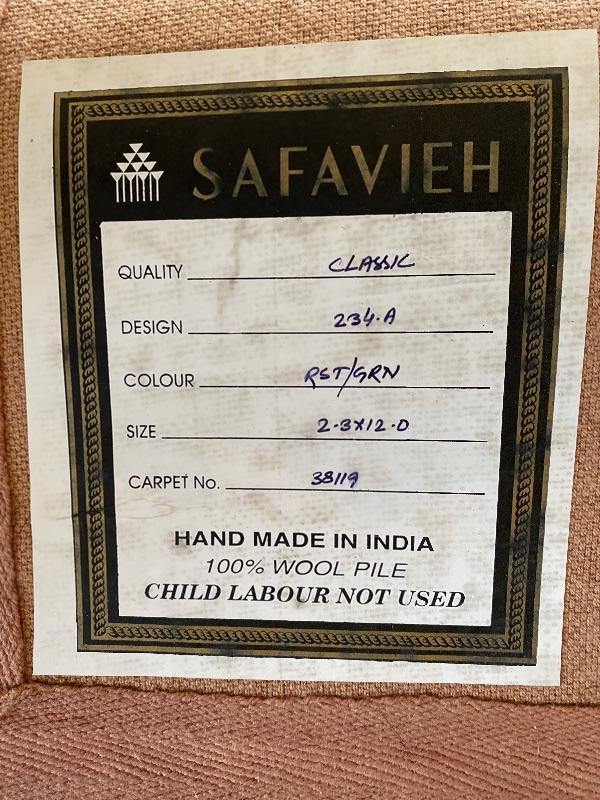 SAFAVIEH
QUALITY CLASSIC
DESIGN 234.A
COLOUR RST/GRN
SIZE 2-3X12-0
CARPET No. 38119
HAND MADE IN INDIA
100% WOOL PILE
CHILD LABOUR NOT USED